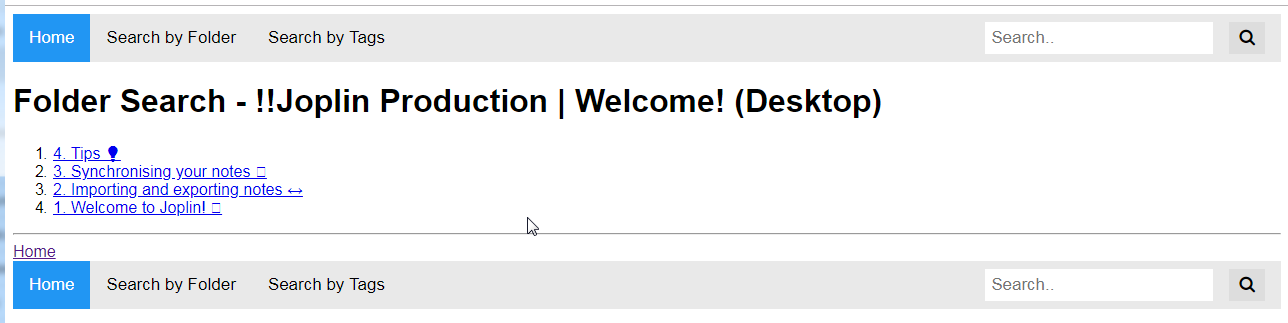 Home Search by Folder Search by Tags Search..
Folder Search - !!Joplin Production | Welcome! (Desktop)
1. 4. Tips 💡
2. 3. Synchronising your notes □
3. 2. Importing and exporting notes ↔
4. 1. Welcome to Joplin! □
Home
Home Search by Folder Search by Tags Search..